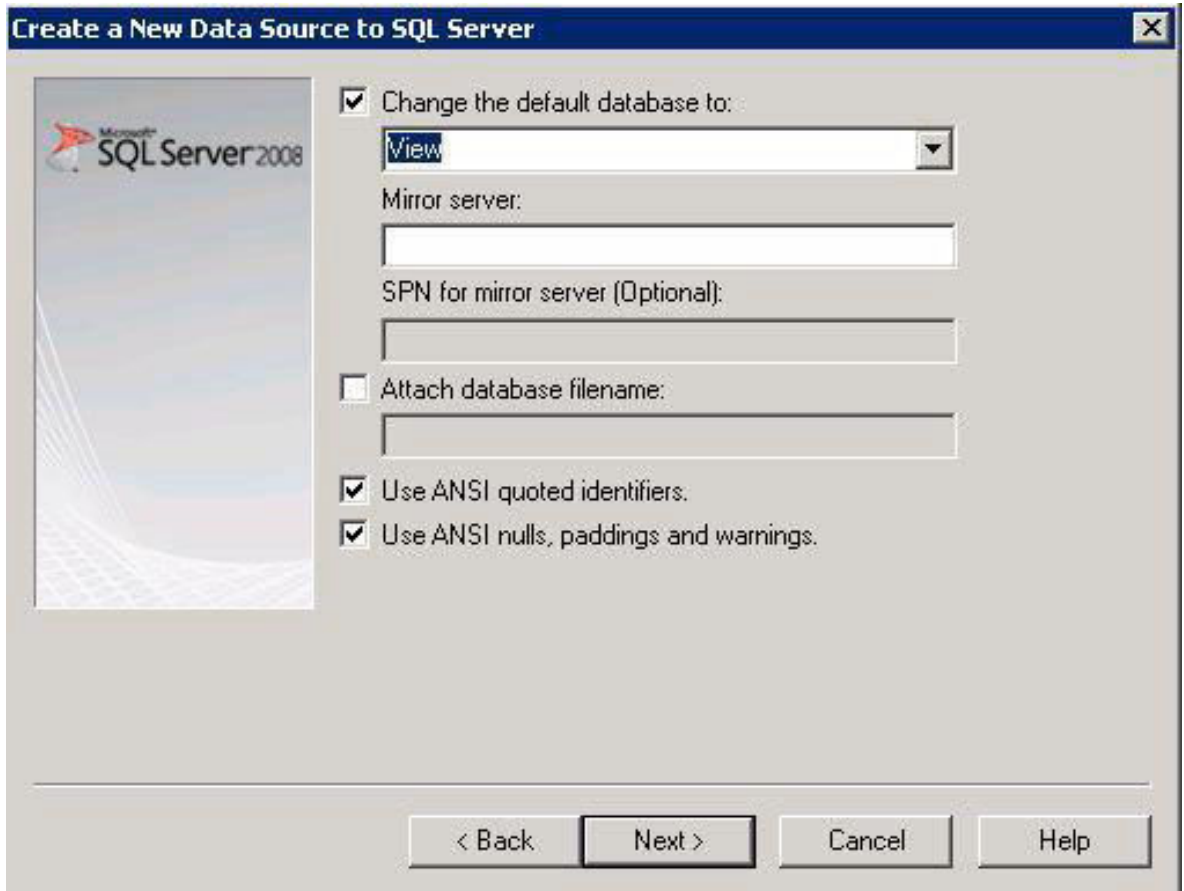 Create a New Data Source to SQL Server
Microsoft
SQL Server 2008
Change the default database to:
View
Mirror server:
SPN for mirror server (Optional):
Attach database filename:
Use ANSI quoted identifiers.
Use ANSI nulls, paddings and warnings.
< Back Next > Cancel Help